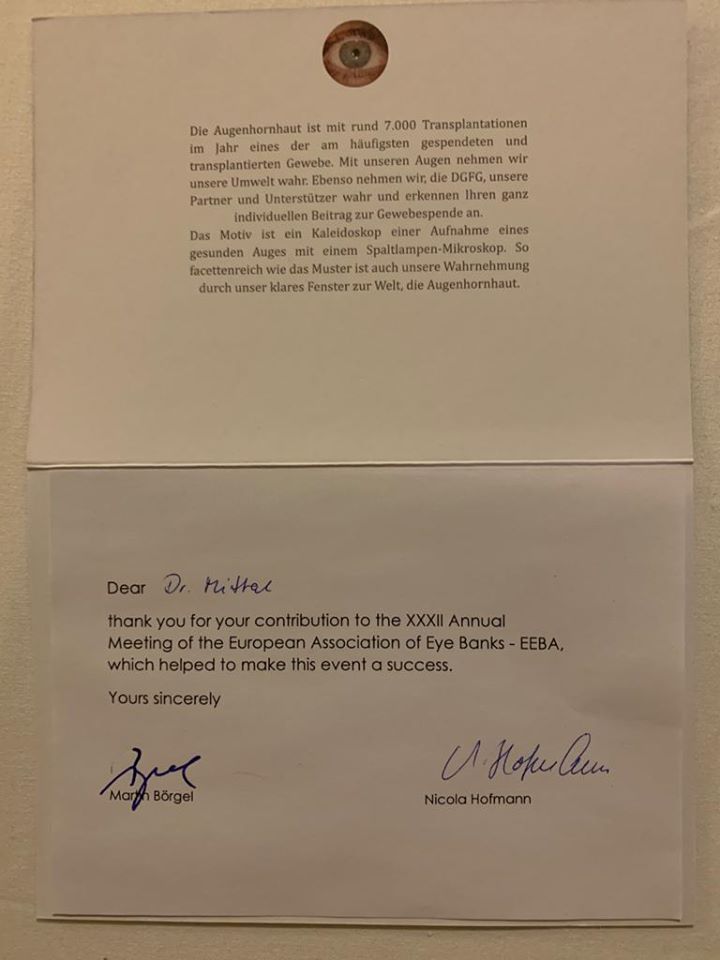 Die Augenhornhaut ist mit rund 7.000 Transplantationen
im Jahr eines der am häufigsten gespendeten und
transplantierten Gewebe. Mit unseren Augen nehmen wir
unsere Umwelt wahr. Ebenso nehmen wir, die DGFG, unsere
Partner und Unterstützer wahr und erkennen Ihren ganz
individuellen Beitrag zur Gewebespende an.
Das Motiv ist ein Kaleidoskop einer Aufnahme eines
gesunden Auges mit einem Spaltlampen-Mikroskop. So
facettenreich wie das Muster ist auch unsere Wahrnehmung
durch unser klares Fenster zur Welt, die Augenhornhaut.
Dear Dr. Mittal
thank you for your contribution to the XXXII Annual
Meeting of the European Association of Eye Banks - EEBA,
which helped to make this event a success.
Yours sincerely
N. Hofmann
Martin Börgel
Nicola Hofmann